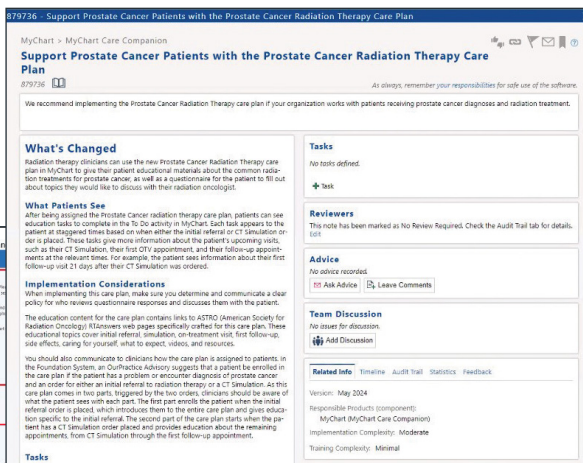 879736 - Support Prostate Cancer Patients with the Prostate Cancer Radiation Therapy Care Plan
MyChart > MyChart Care Companion
Support Prostate Cancer Patients with the Prostate Cancer Radiation Therapy Care
Plan
879736
As always, remember your responsibilities for safe use of the software.
We recommend implementing the Prostate Cancer Radiation Therapy care plan if your organization works with patients receiving prostate cancer diagnoses and radiation treatment.
What's Changed
Radiation therapy clinicians can use the new Prostate Cancer Radiation Therapy care
plan in MyChart to give their patient educational materials about the common radia-
tion treatments for prostate cancer, as well as a questionnaire for the patient to fill out
about topics they would like to discuss with their radiation oncologist.
What Patients See
After being assigned the Prostate Cancer radiation therapy care plan, patients can see
education tasks to complete in the To Do activity in MyChart. Each task appears to the
patient at staggered times based on when either the initial referral or CT Simulation or-
der is placed. These tasks give more information about the patient's upcoming visits,
such as their CT Simulation, their first OTV appointment, and their follow-up appoint-
ments at the relevant times. For example, the patient sees information about their first
follow-up visit 21 days after their CT Simulation was ordered.
Implementation Considerations
When implementing this care plan, make sure you determine and communicate a clear
policy for who reviews questionnaire responses and discusses them with the patient.
The education content for the care plan contains links to ASTRO (American Society for
Radiation Oncology) RTAnswers web pages specifically crafted for this care plan. These
educational topics cover initial referral, simulation, on-treatment visit, first follow-up,
side effects, caring for yourself, what to expect, videos, and resources.
You should also communicate to clinicians how the care plan is assigned to patients. In
the Foundation System, an OurPractice Advisory suggests that a patient be enrolled in
the care plan if the patient has a problem or encounter diagnosis of prostate cancer
and an order for either an initial referral to radiation therapy or a CT Simulation. As this
care plan comes in two parts, triggered by the two orders, clinicians should be aware of
what the patient sees with each part. The first part enrolls the patient when the initial
referral order is placed, which introduces them to the entire care plan and gives educa-
tion specific to the initial referral. The second part of the care plan starts when the pa-
tient has a CT Simulation order placed and provides education about the remaining
appointments, from CT Simulation through the first follow-up appointment.
Tasks
Tasks
No tasks defined.
+ Task
Reviewers
This note has been marked as No Review Required. Check the Audit Trail tab for details.
Edit
Advice
No advice recorded.
Ask Advice Leave Comments
Team Discussion
No issues for discussion.
Add Discussion
Related Info Timeline Audit Trail Statistics Feedback
Version: May 2024
Responsible Products (component):
MyChart (MyChart Care Companion)
Implementation Complexity: Moderate
Training Complexity: Minimal